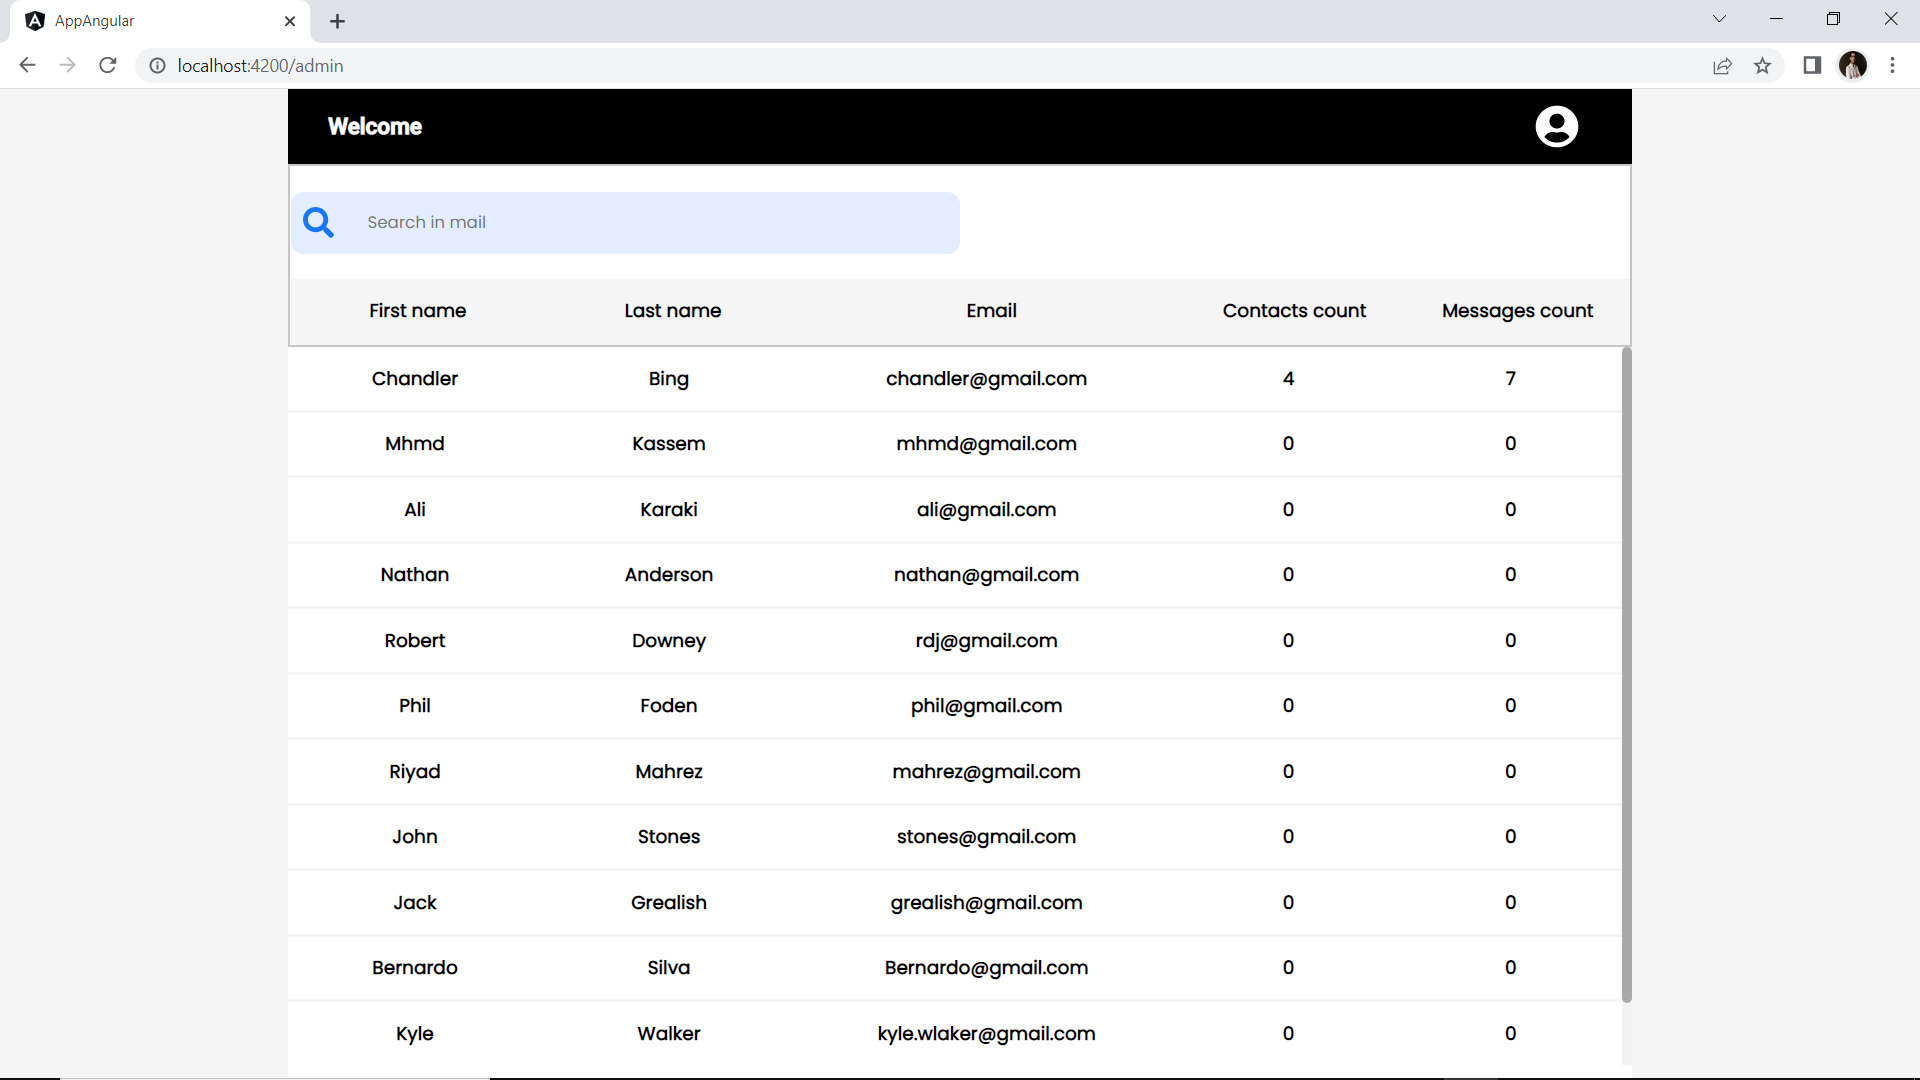 AppAngular
localhost:4200/admin
Welcome
Search in mail
First name Last name Email Contacts count Messages count
Chandler Bing chandler@gmail.com 4 7
Mhmd Kassem mhmd@gmail.com 0 0
Ali Karaki ali@gmail.com 0 0
Nathan Anderson nathan@gmail.com 0 0
Robert Downey rdj@gmail.com 0 0
Phil Foden phil@gmail.com 0 0
Riyad Mahrez mahrez@gmail.com 0 0
John Stones stones@gmail.com 0 0
Jack Grealish grealish@gmail.com 0 0
Bernardo Silva Bernardo@gmail.com 0 0
Kyle Walker kyle.wlaker@gmail.com 0 0